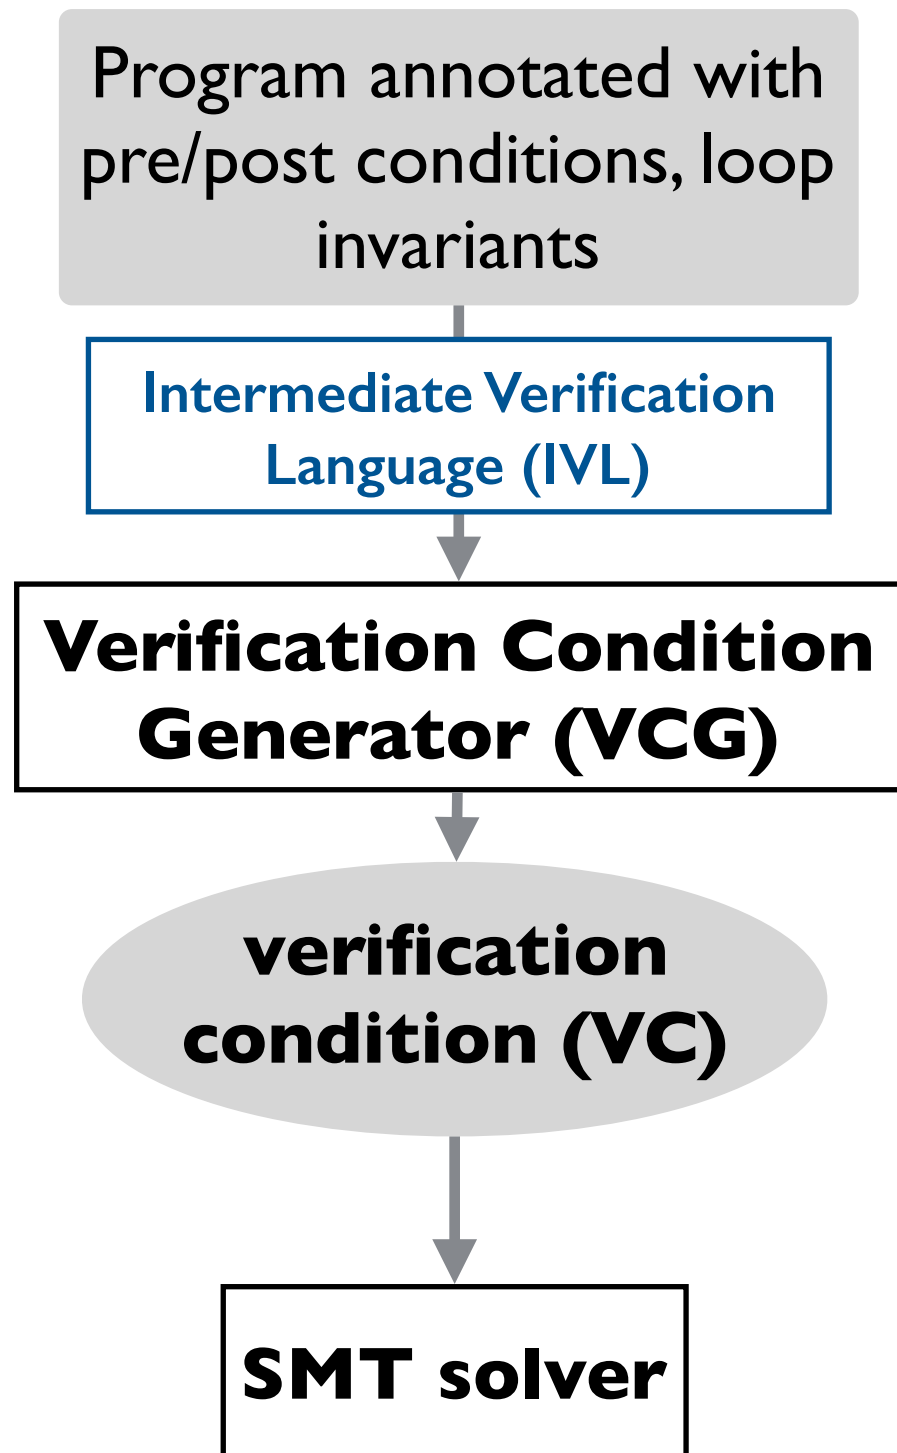 Program annotated with
pre/post conditions, loop
invariants
Intermediate Verification
Language (IVL)
Verification Condition
Generator (VCG)
verification
condition (VC)
SMT solver